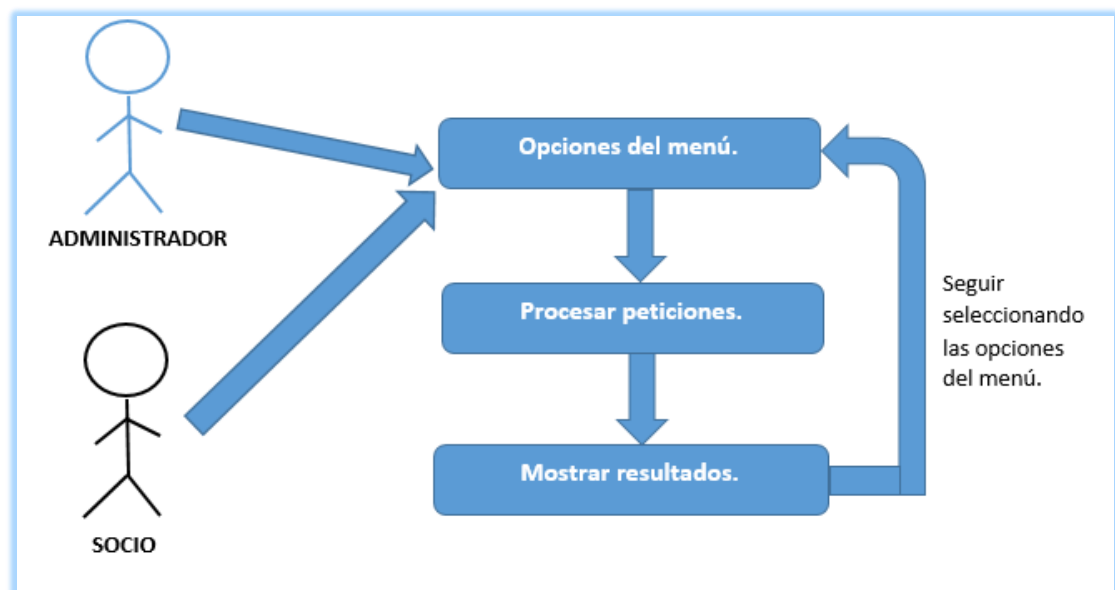 Opciones del menú.
ADMINISTRADOR
Procesar peticiones.
Seguir
seleccionando
las opciones
del menú.
Mostrar resultados.
SOCIO